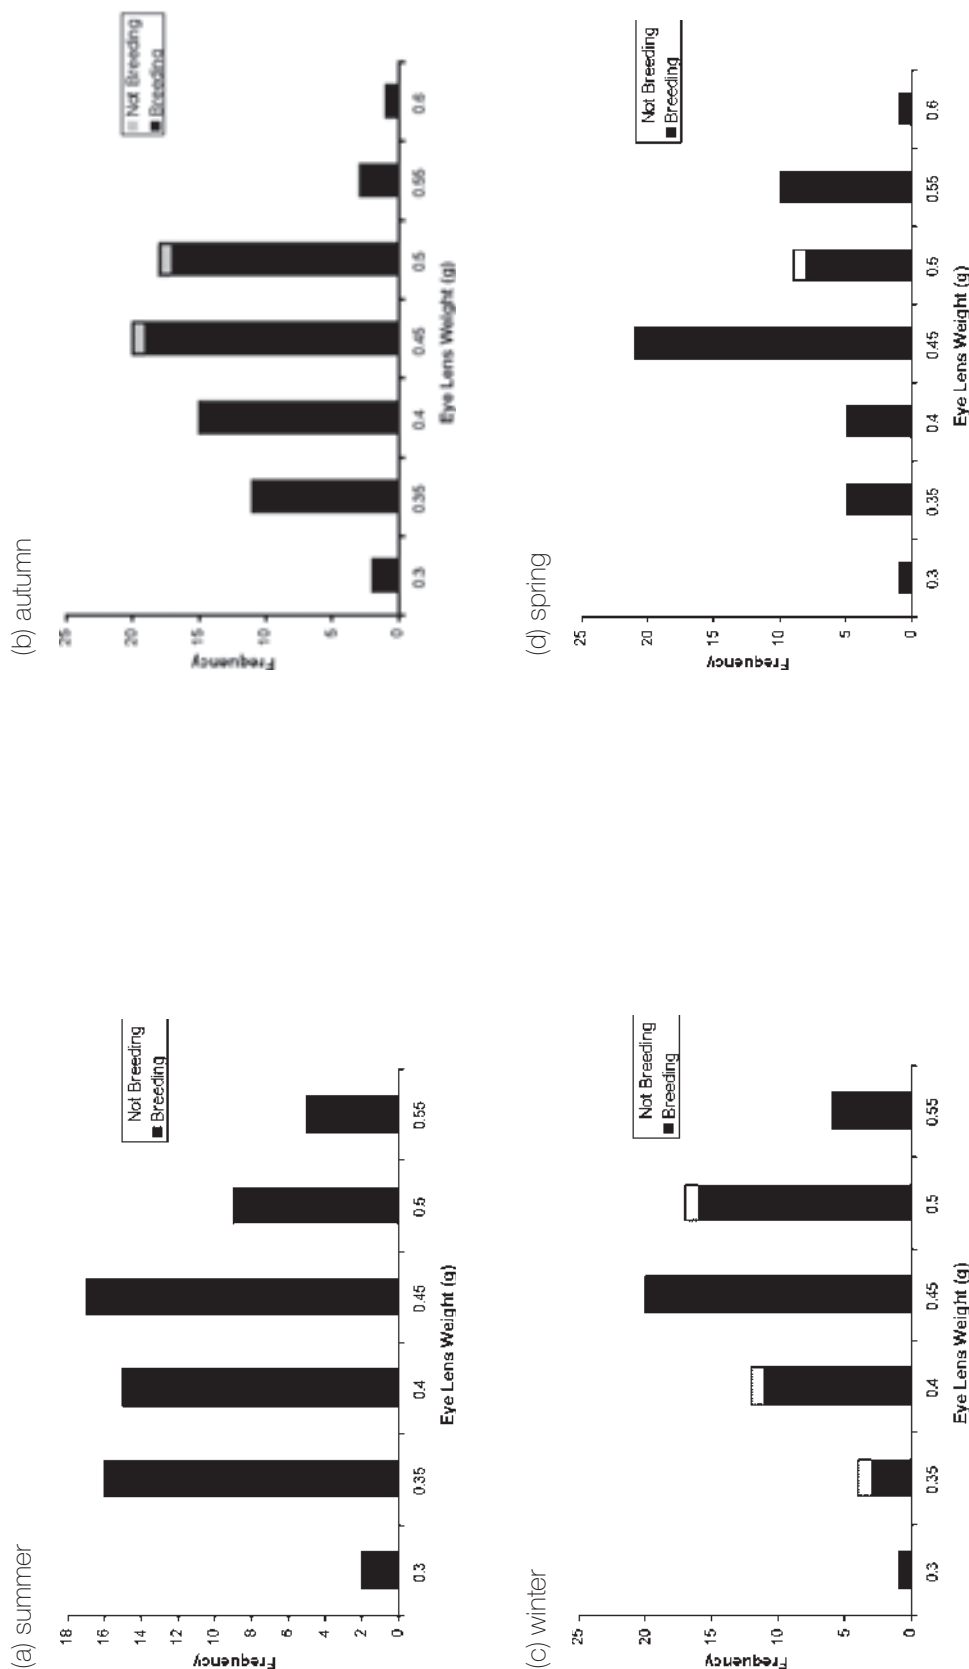 (a) summer
Not Breeding
Breeding
Frequency
18
16
14
12
10
8
6
4
2
0
0.3
0.35
0.4
0.45
0.5
0.55
Eye Lens Weight (g)
(b) autumn
Not Breeding
Breeding
Frequency
25
20
15
10
5
0
0.3
0.35
0.4
0.45
0.5
0.55
0.6
Eye Lens Weight (g)
(c) winter
Not Breeding
Breeding
Frequency
25
20
15
10
5
0
0.3
0.35
0.4
0.45
0.5
0.55
Eye Lens Weight (g)
(d) spring
Not Breeding
Breeding
Frequency
25
20
15
10
5
0
0.3
0.35
0.4
0.45
0.5
0.55
0.6
Eye Lens Weight (g)